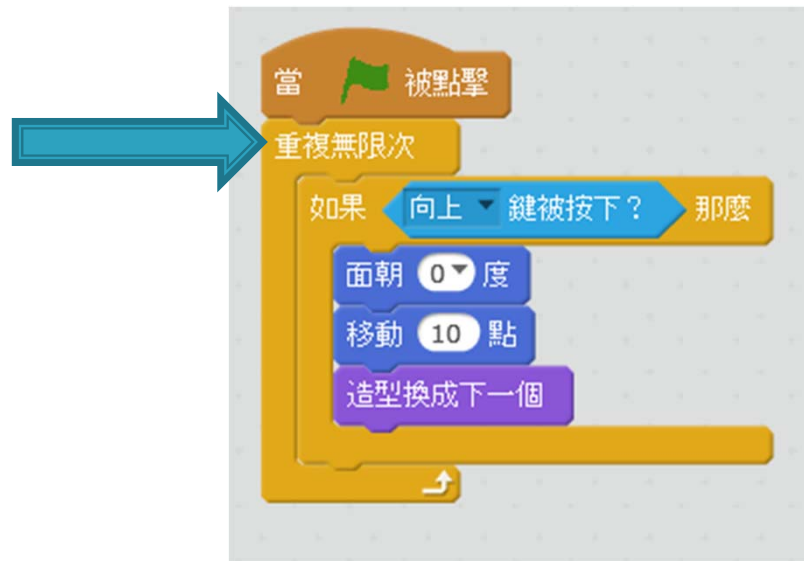 當 被點擊
重複無限次
如果 向上 鍵被按下？ 那麼
面朝 0 度
移動 10 點
造型換成下一個